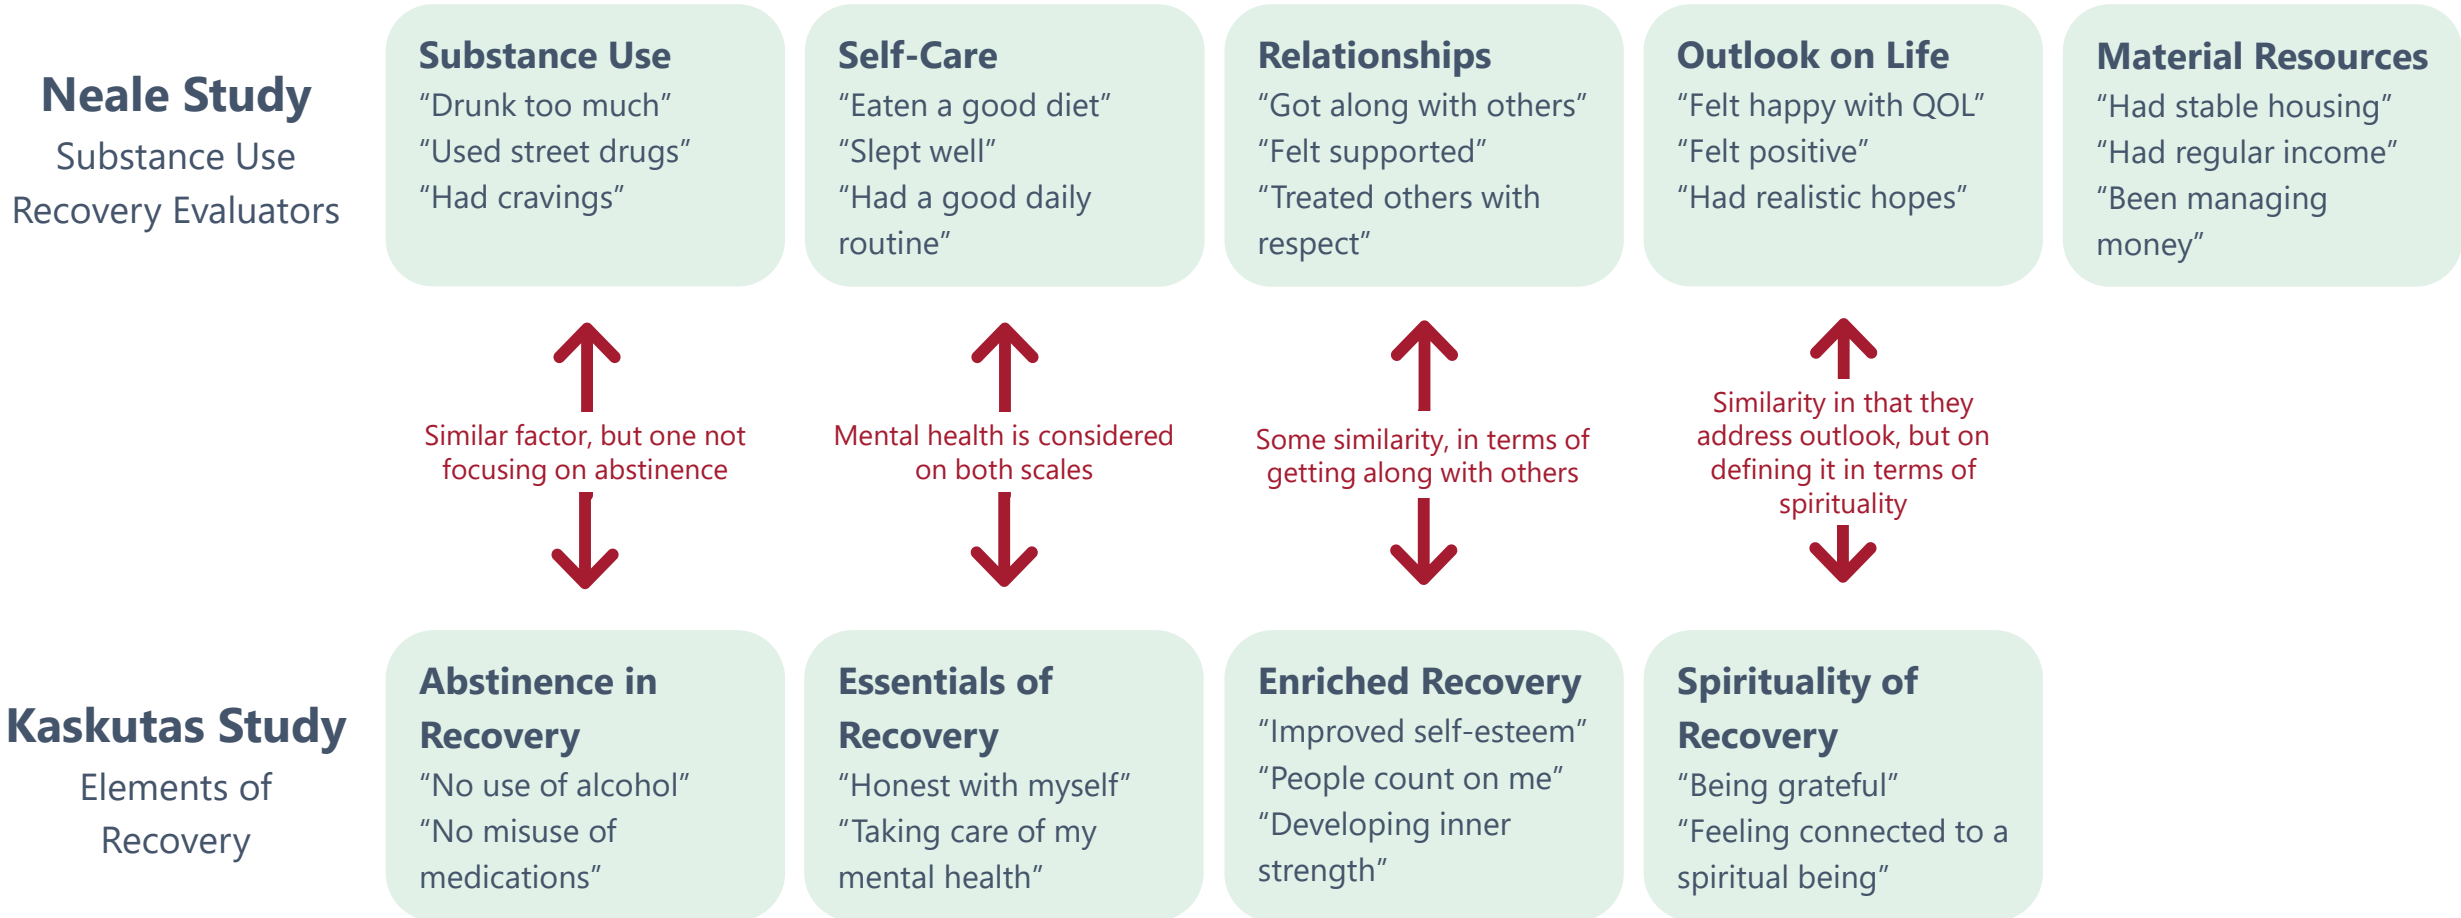 Neale Study
Substance Use
Recovery Evaluators
Substance Use
“Drunk too much”
“Used street drugs”
“Had cravings”
Self-Care
“Eaten a good diet”
“Slept well”
“Had a good daily
routine”
Relationships
“Got along with others”
“Felt supported”
“Treated others with
respect”
Outlook on Life
“Felt happy with QOL”
“Felt positive”
“Had realistic hopes”
Material Resources
“Had stable housing”
“Had regular income”
“Been managing
money”
Similar factor, but one not
focusing on abstinence
Mental health is considered
on both scales
Some similarity, in terms of
getting along with others
Similarity in that they
address outlook, but on
defining it in terms of
spirituality
Kaskutas Study
Elements of
Recovery
Abstinence in
Recovery
“No use of alcohol”
“No misuse of
medications”
Essentials of
Recovery
“Honest with myself”
“Taking care of my
mental health”
Enriched Recovery
“Improved self-esteem”
“People count on me”
“Developing inner
strength”
Spirituality of
Recovery
“Being grateful”
“Feeling connected to a
spiritual being”